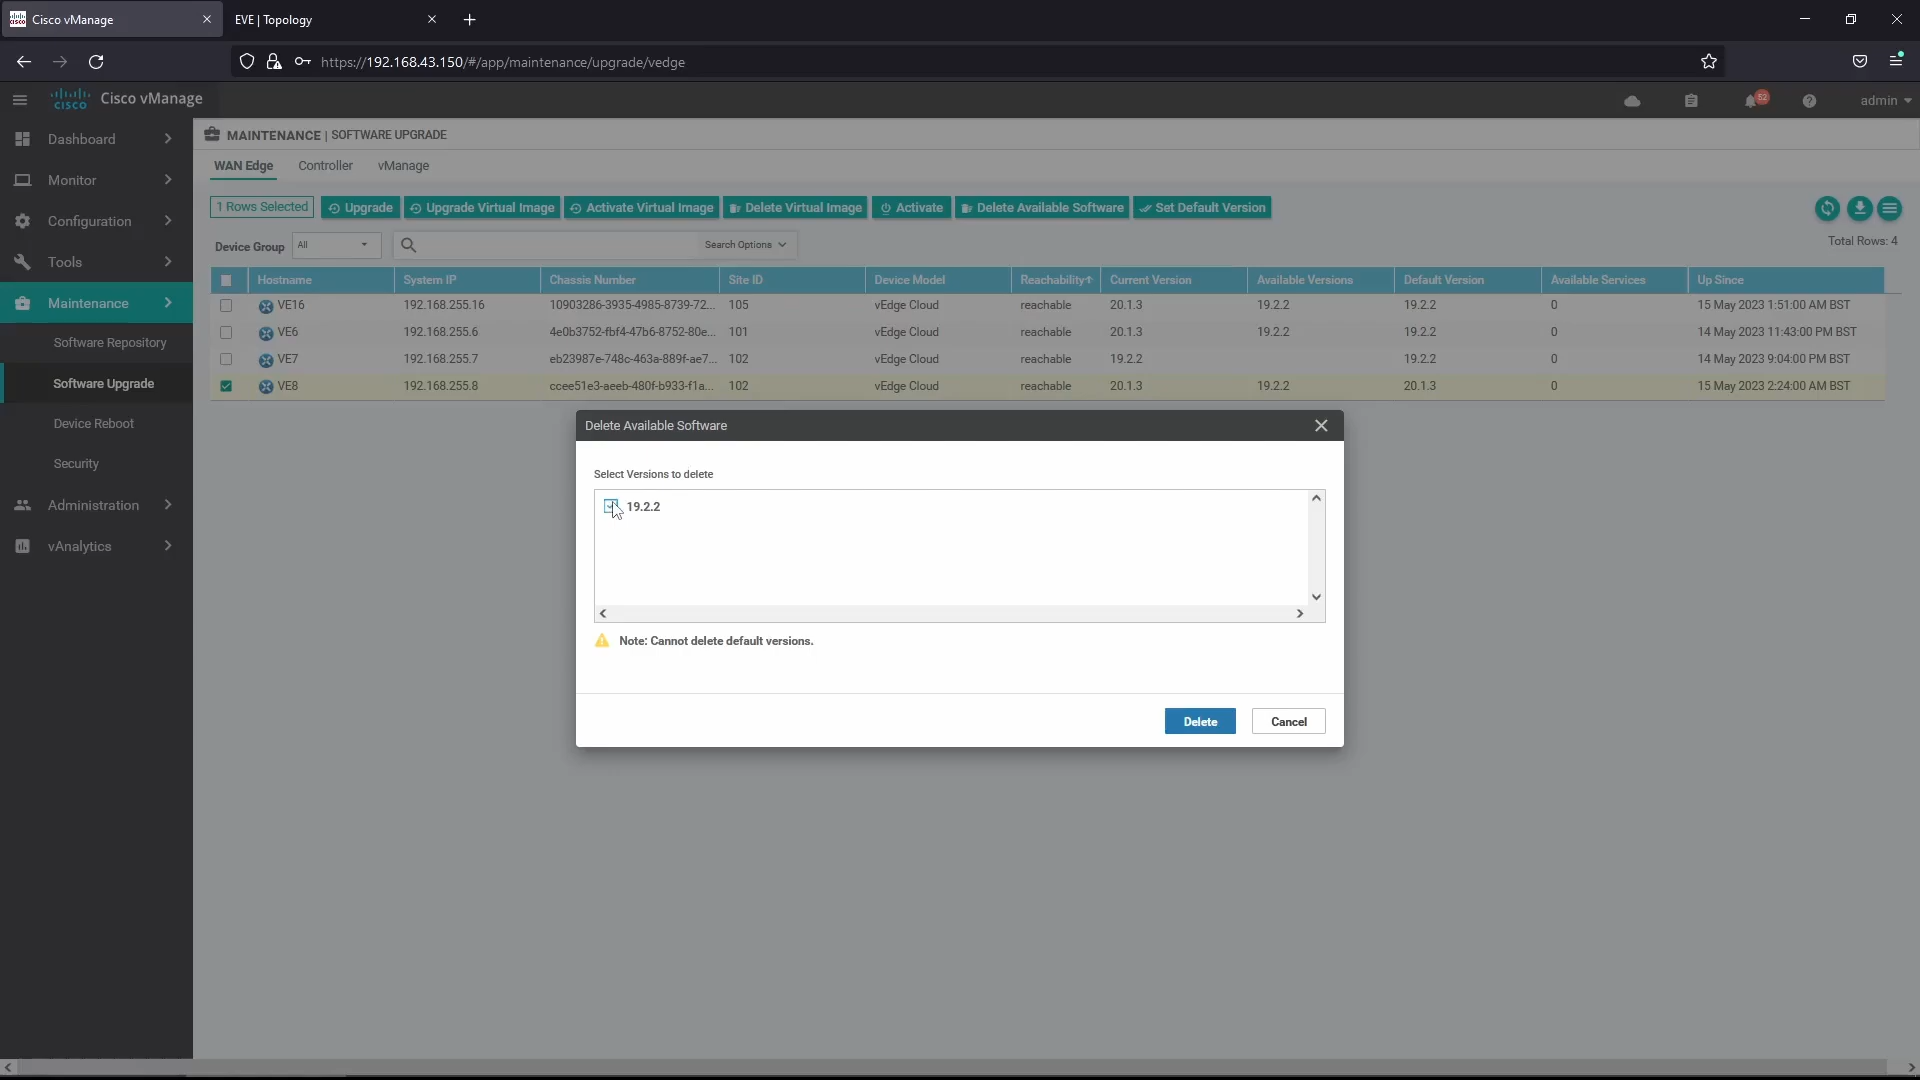 Cisco vManage
EVE | Topology
https://192.168.43.150/#/app/maintenance/upgrade/vedge
cisco Cisco vManage
52
admin
Dashboard
Monitor
Configuration
Tools
Maintenance
Software Repository
Software Upgrade
Device Reboot
Security
Administration
vAnalytics
MAINTENANCE | SOFTWARE UPGRADE
WAN Edge Controller vManage
1 Rows Selected Upgrade Upgrade Virtual Image Activate Virtual Image Delete Virtual Image Activate Delete Available Software Set Default Version
Device Group All Search Options Total Rows: 4
Hostname System IP Chassis Number Site ID Device Model Reachability Current Version Available Versions Default Version Available Services Up Since
VE16 192.168.255.16 10903286-3935-4985-8739-72... 105 vEdge Cloud reachable 20.1.3 19.2.2 19.2.2 0 15 May 2023 1:51:00 AM BST
VE6 192.168.255.6 4e0b3752-fbf4-47b6-8752-80e... 101 vEdge Cloud reachable 20.1.3 19.2.2 19.2.2 0 14 May 2023 11:43:00 PM BST
VE7 192.168.255.7 eb23987e-748c-463a-889f-ae7... 102 vEdge Cloud reachable 19.2.2 19.2.2 0 14 May 2023 9:04:00 PM BST
VE8 192.168.255.8 ccee51e3-aeeb-480f-b933-f1a... 102 vEdge Cloud reachable 20.1.3 19.2.2 20.1.3 0 15 May 2023 2:24:00 AM BST
Delete Available Software
Select Versions to delete
19.2.2
Note: Cannot delete default versions.
Delete Cancel